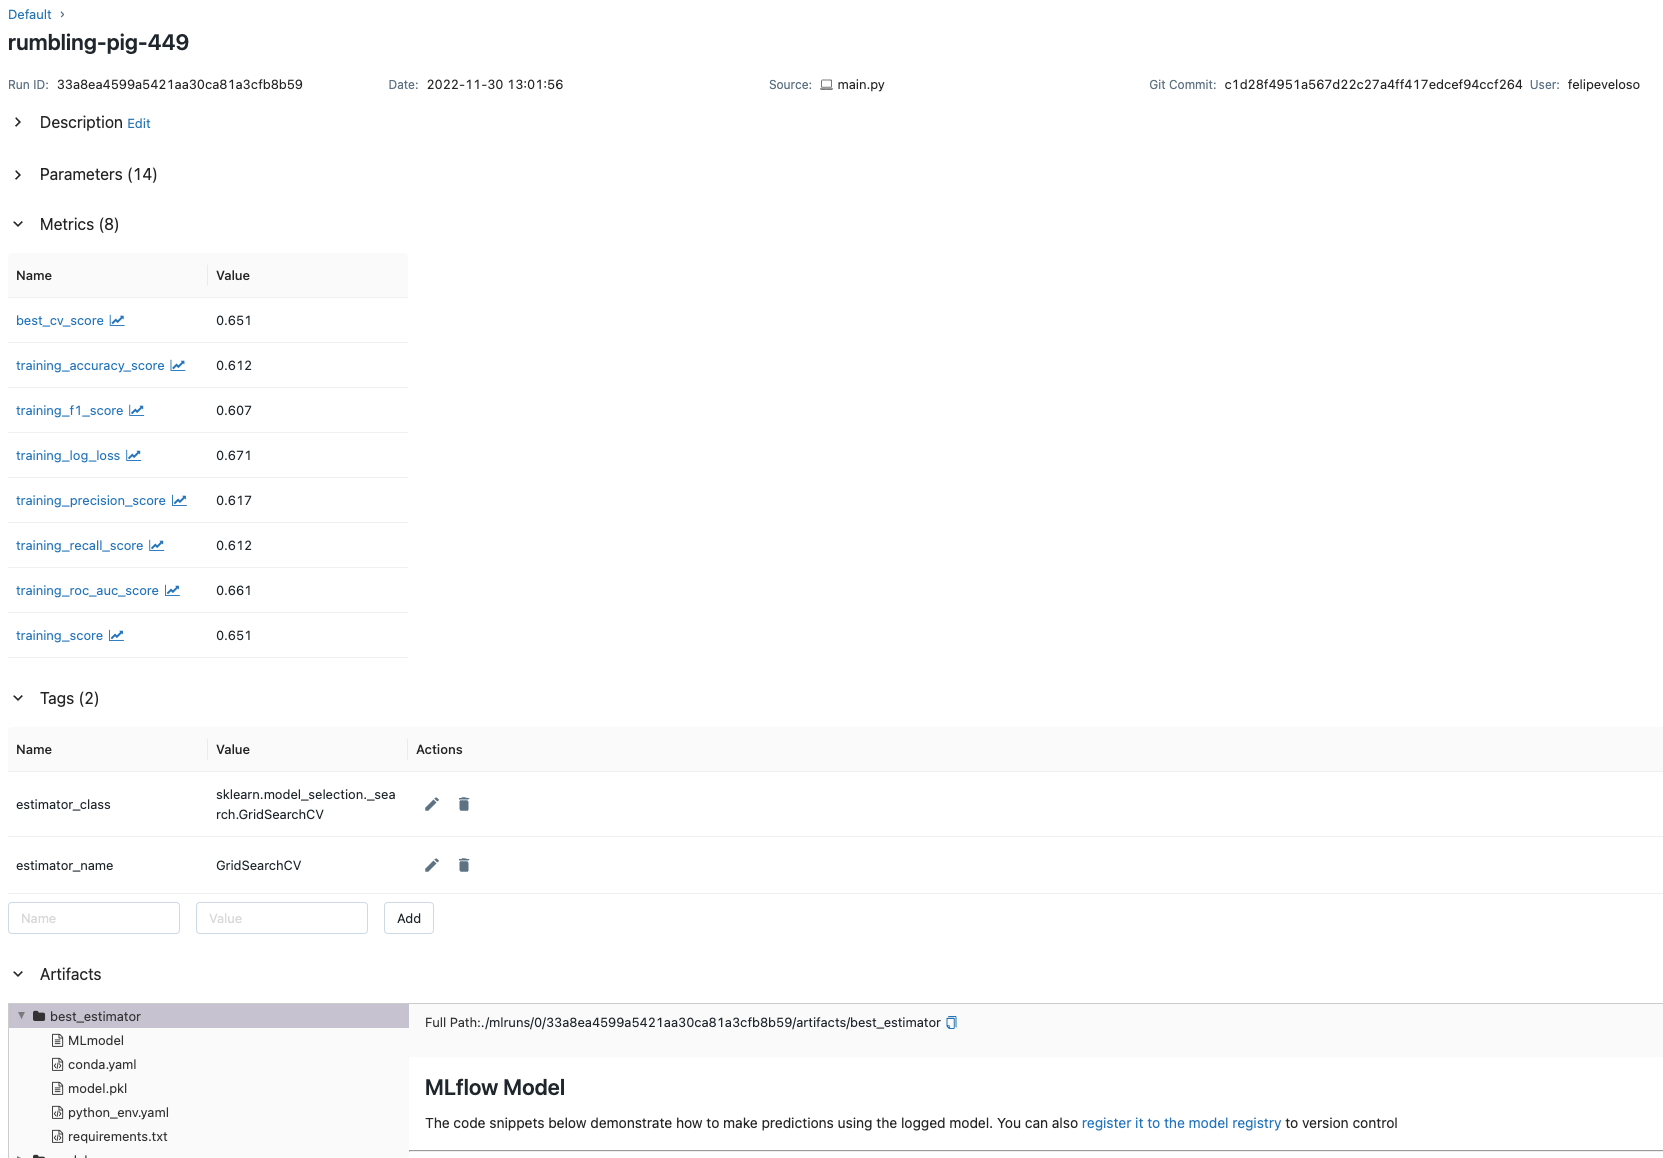 Default
rumbling-pig-449
Run ID: 33a8ea4599a5421aa30ca81a3cfb8b59 Date: 2022-11-30 13:01:56 Source: main.py Git Commit: c1d28f4951a567d22c27a4ff417edcef94ccf264 User: felipeveloso
Description Edit
Parameters (14)
Metrics (8)
Name Value
best_cv_score 0.651
training_accuracy_score 0.612
training_f1_score 0.607
training_log_loss 0.671
training_precision_score 0.617
training_recall_score 0.612
training_roc_auc_score 0.661
training_score 0.651
Tags (2)
Name Value Actions
estimator_class sklearn.model_selection._sea
rch.GridSearchCV
estimator_name GridSearchCV
Name Value Add
Artifacts
best_estimator
MLmodel
conda.yaml
model.pkl
python_env.yaml
requirements.txt
Full Path:./mlruns/0/33a8ea4599a5421aa30ca81a3cfb8b59/artifacts/best_estimator
MLflow Model
The code snippets below demonstrate how to make predictions using the logged model. You can also register it to the model registry to version control